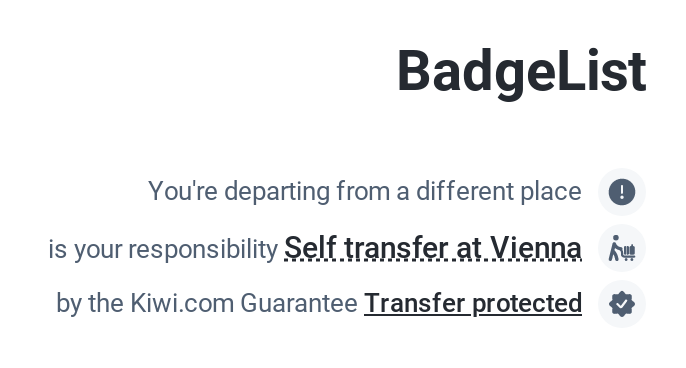 BadgeList
You're departing from a different place
is your responsibility Self transfer at Vienna
by the Kiwi.com Guarantee Transfer protected